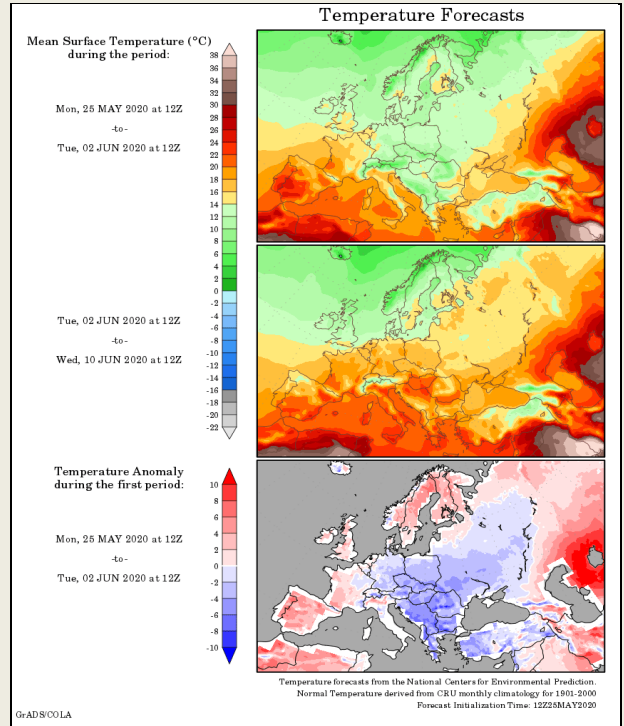 Temperature Forecasts
Mean Surface Temperature (°C)
during the period:
Mon, 25 MAY 2020 at 12Z
-to-
Tue, 02 JUN 2020 at 12Z
38
36
34
32
30
28
26
24
22
20
18
16
14
12
10
8
6
4
2
0
-2
-4
-6
-8
-10
-12
-14
-16
-18
-20
-22
Tue, 02 JUN 2020 at 12Z
-to-
Wed, 10 JUN 2020 at 12Z
Temperature Anomaly
during the first period:
Mon, 25 MAY 2020 at 12Z
-to-
Tue, 02 JUN 2020 at 12Z
10
8
6
4
2
0
-2
-4
-6
-8
-10
Temperature forecasts from the National Centers for Environmental Prediction.
Normal Temperature derived from CRU monthly climatology for 1901-2000
Forecast Initialization Time: 12Z25MAY2020
GrADS/COLA